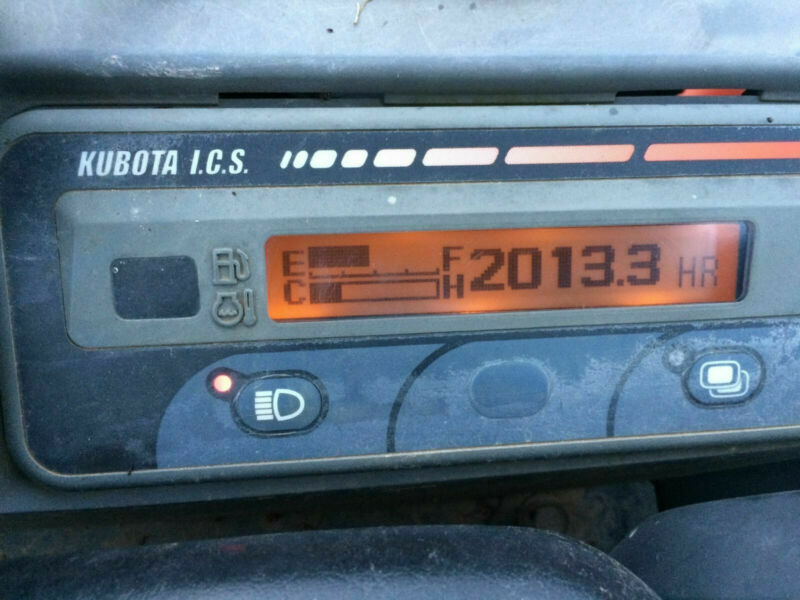 KUBOTA I.C.S.
E F 2013.3 HR
C H